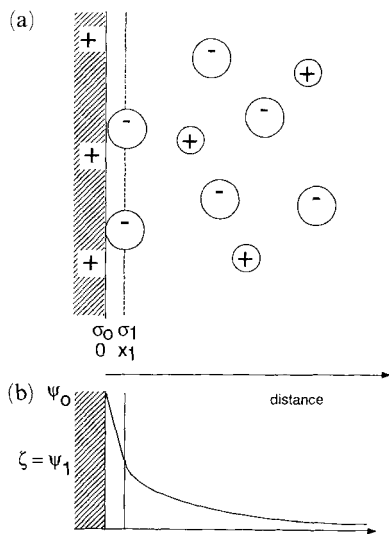 (a)
+
-
+
-
-
+
+
-
-
-
+
+
σ₀ σ₁
0 x₁
(b) ψ₀
distance
ζ = ψ₁